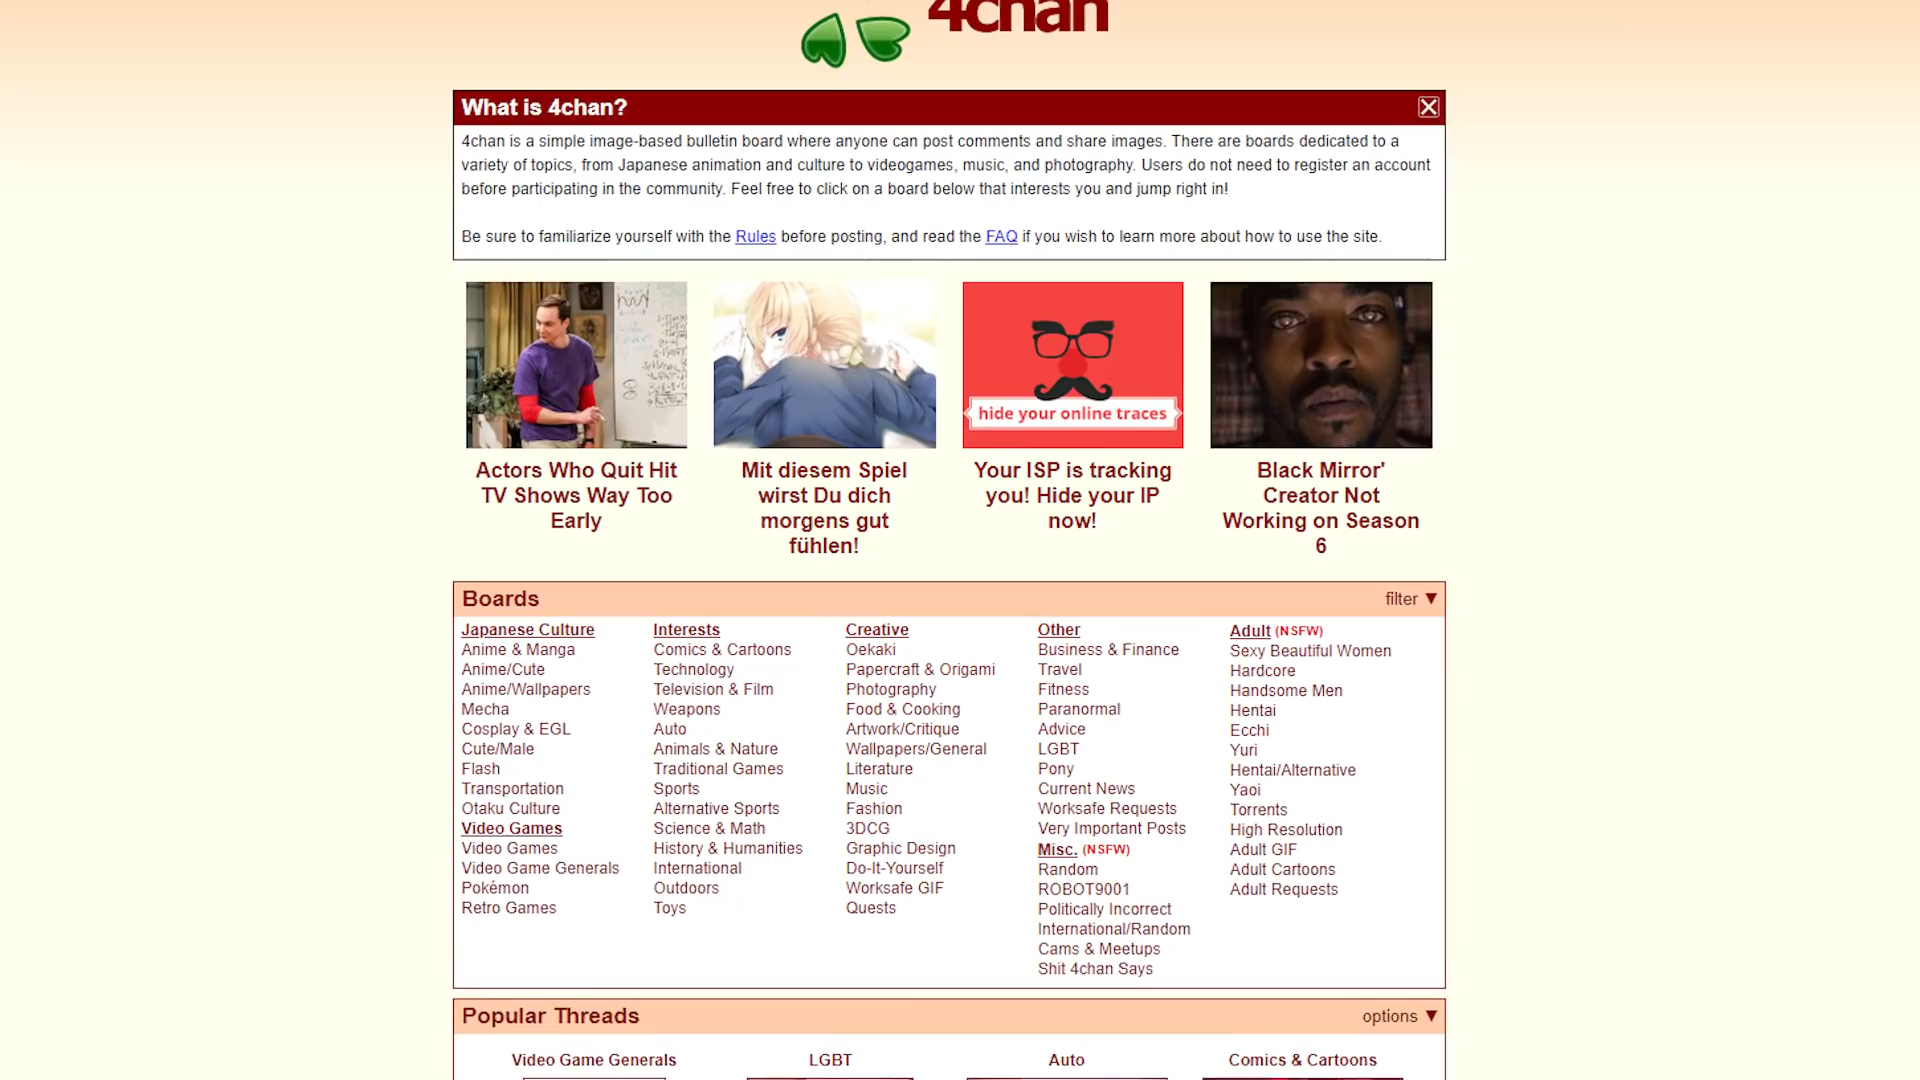 4chan
What is 4chan?
4chan is a simple image-based bulletin board where anyone can post comments and share images. There are boards dedicated to a
variety of topics, from Japanese animation and culture to videogames, music, and photography. Users do not need to register an account
before participating in the community. Feel free to click on a board below that interests you and jump right in!
Be sure to familiarize yourself with the Rules before posting, and read the FAQ if you wish to learn more about how to use the site.
hide your online traces
Actors Who Quit Hit
TV Shows Way Too
Early
Mit diesem Spiel
wirst Du dich
morgens gut
fühlen!
Your ISP is tracking
you! Hide your IP
now!
Black Mirror'
Creator Not
Working on Season
6
Boards
filter ▼
Japanese Culture
Anime & Manga
Anime/Cute
Anime/Wallpapers
Mecha
Cosplay & EGL
Cute/Male
Flash
Transportation
Otaku Culture
Video Games
Video Games
Video Game Generals
Pokémon
Retro Games
Interests
Comics & Cartoons
Technology
Television & Film
Weapons
Auto
Animals & Nature
Traditional Games
Sports
Alternative Sports
Science & Math
History & Humanities
International
Outdoors
Toys
Creative
Oekaki
Papercraft & Origami
Photography
Food & Cooking
Artwork/Critique
Wallpapers/General
Literature
Music
Fashion
3DCG
Graphic Design
Do-It-Yourself
Worksafe GIF
Quests
Other
Business & Finance
Travel
Fitness
Paranormal
Advice
LGBT
Pony
Current News
Worksafe Requests
Very Important Posts
Misc. (NSFW)
Random
ROBOT9001
Politically Incorrect
International/Random
Cams & Meetups
Shit 4chan Says
Adult (NSFW)
Sexy Beautiful Women
Hardcore
Handsome Men
Hentai
Ecchi
Yuri
Hentai/Alternative
Yaoi
Torrents
High Resolution
Adult GIF
Adult Cartoons
Adult Requests
Popular Threads
options ▼
Video Game Generals
LGBT
Auto
Comics & Cartoons